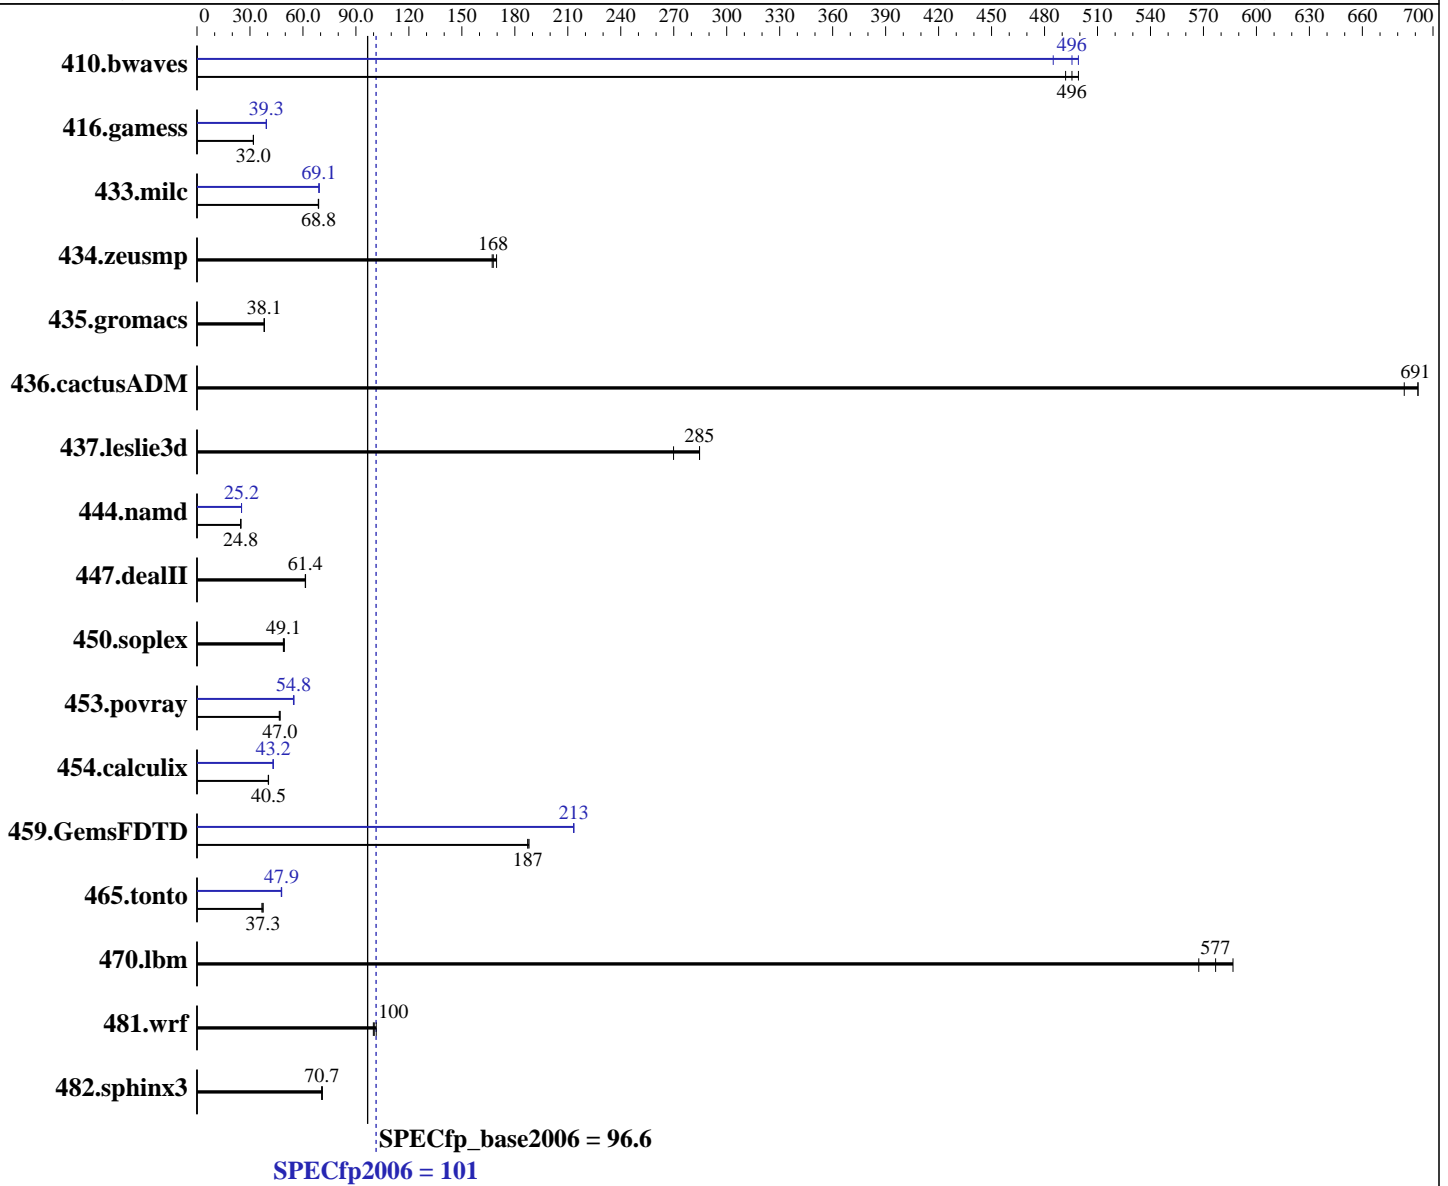 0 30.0 60.0 90.0 120 150 180 210 240 270 300 330 360 390 420 450 480 510 540 570 600 630 660 700
410.bwaves
496
496
416.gamess
39.3
32.0
433.milc
69.1
68.8
434.zeusmp
168
435.gromacs
38.1
436.cactusADM
691
437.leslie3d
285
444.namd
25.2
24.8
447.dealII
61.4
450.soplex
49.1
453.povray
54.8
47.0
454.calculix
43.2
40.5
459.GemsFDTD
213
187
465.tonto
47.9
37.3
470.lbm
577
481.wrf
100
482.sphinx3
70.7
SPECfp_base2006 = 96.6
SPECfp2006 = 101